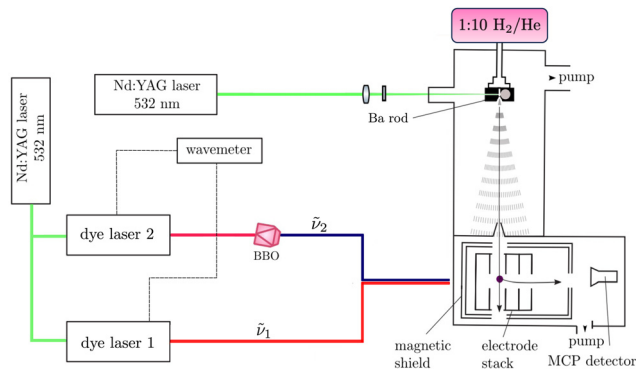 1:10 H₂/He
Nd:YAG laser
532 nm
pump
Ba rod
Nd:YAG laser
532 nm
wavemeter
dye laser 2
BBO
ν̃₂
dye laser 1
ν̃₁
magnetic
shield
electrode
stack
pump
MCP detector